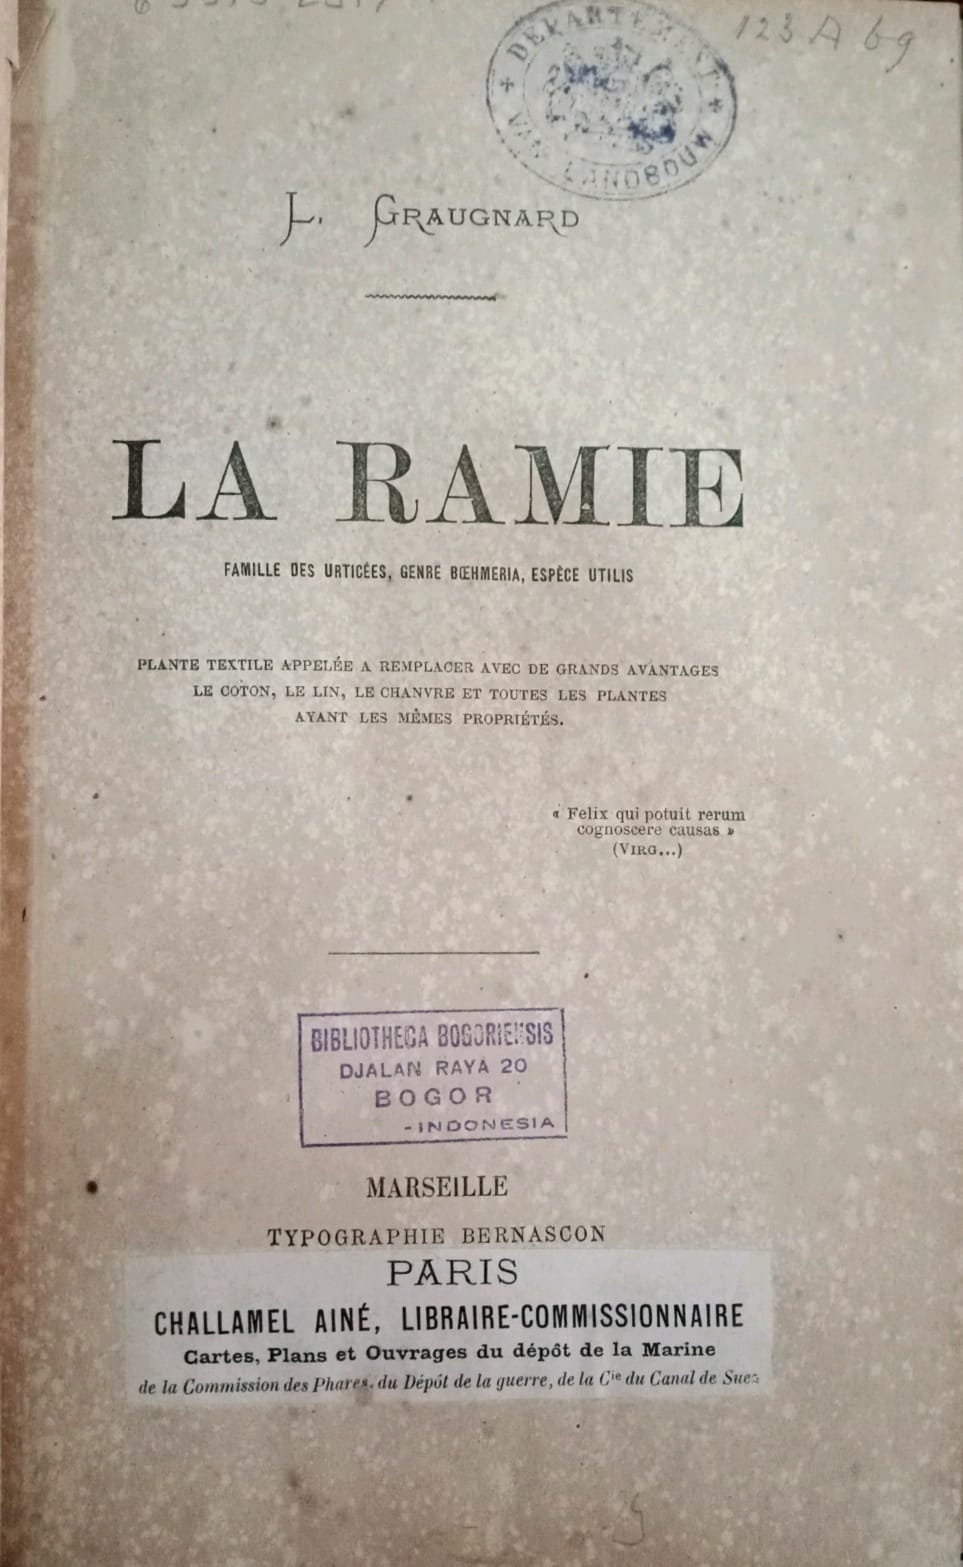 123 A 69
DEPARTEMENT
VAN LANDBOUW
L. GRAUGNARD
LA RAMIE
FAMILLE DES URTICÉES, GENRE BŒHMERIA, ESPÈCE UTILIS
PLANTE TEXTILE APPELÉE A REMPLACER AVEC DE GRANDS AVANTAGES
LE COTON, LE LIN, LE CHANVRE ET TOUTES LES PLANTES
AYANT LES MÊMES PROPRIÉTÉS.
« Felix qui potuit rerum
cognoscere causas »
(VIRG...)
BIBLIOTHECA BOGORIENSIS
DJALAN RAYA 20
BOGOR
-INDONESIA
MARSEILLE
TYPOGRAPHIE BERNASCON
PARIS
CHALLAMEL AINÉ, LIBRAIRE-COMMISSIONNAIRE
Cartes, Plans et Ouvrages du dépôt de la Marine
de la Commission des Phares, du Dépôt de la guerre, de la Cie du Canal de Suez